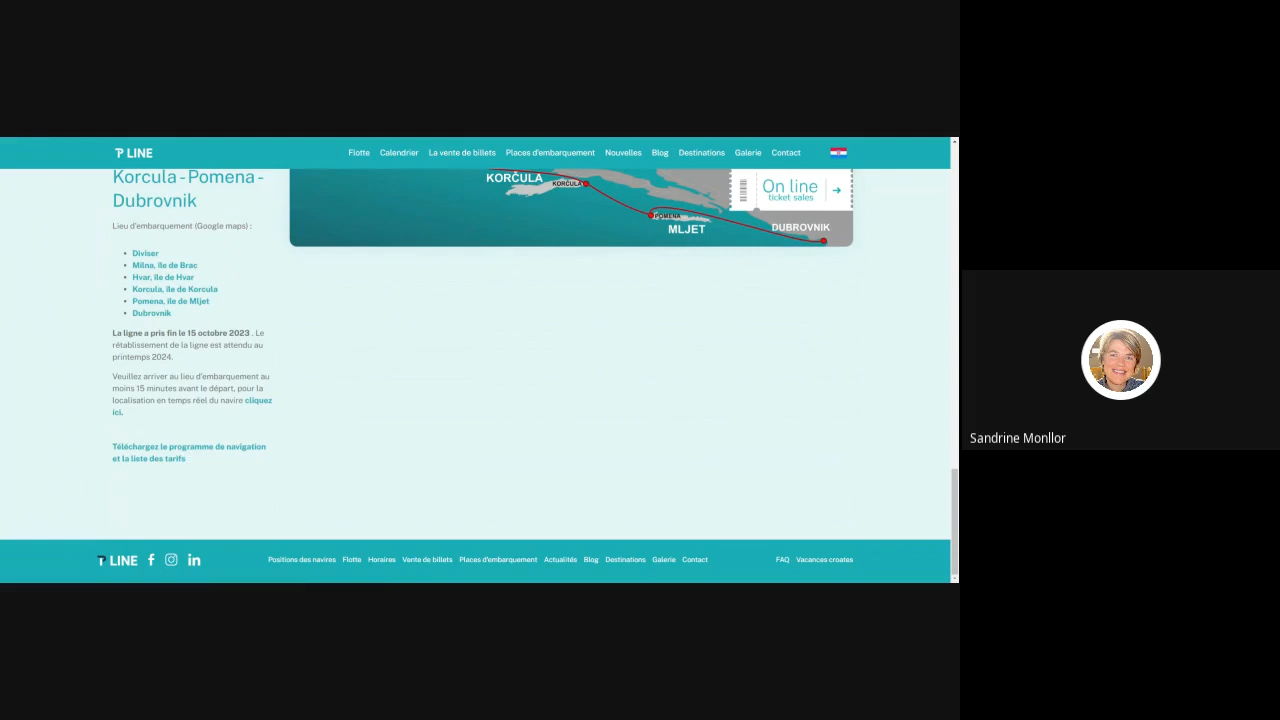 TP LINE
Flotte Calendrier La vente de billets Places d'embarquement Nouvelles Blog Destinations Galerie Contact
Korcula - Pomena -
Dubrovnik
Lieu d'embarquement (Google maps) :
Diviser
Milna, île de Brac
Hvar, île de Hvar
Korcula, île de Korcula
Pomena, île de Mljet
Dubrovnik
La ligne a pris fin le 15 octobre 2023 . Le
rétablissement de la ligne est attendu au
printemps 2024.
Veuillez arriver au lieu d'embarquement au
moins 15 minutes avant le départ, pour la
localisation en temps réel du navire cliquez
ici.
Téléchargez le programme de navigation
et la liste des tarifs
KORČULA
KORČULA
POMENA
MLJET
On line
ticket sales
DUBROVNIK
Sandrine Monllor
TP LINE
Positions des navires Flotte Horaires Vente de billets Places d'embarquement Actualités Blog Destinations Galerie Contact
FAQ Vacances croates